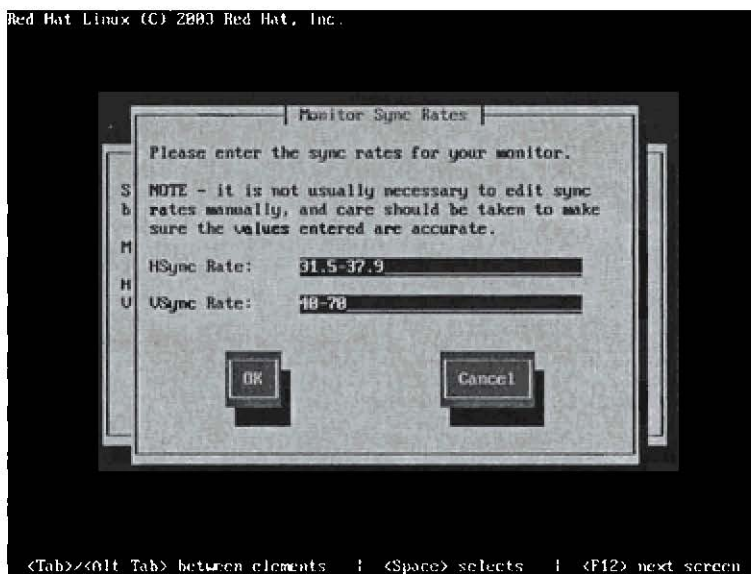 Red Hat Linux (C) 2003 Red Hat, Inc.
Monitor Sync Rates
Please enter the sync rates for your monitor.
NOTE - it is not usually necessary to edit sync
rates manually, and care should be taken to make
sure the values entered are accurate.
HSync Rate: 31.5-37.9
VSync Rate: 40-70
OK
Cancel
S
b
M
H
V
<Tab>/<Alt Tab> between elements | <Space> selects | <F12> next screen